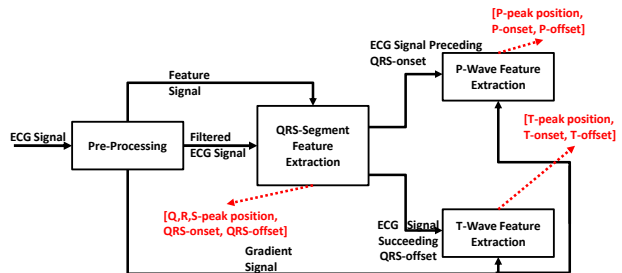 ECG Signal
Pre-Processing
Feature
Signal
Filtered
ECG Signal
QRS-Segment
Feature
Extraction
[Q,R,S-peak position,
QRS-onset, QRS-offset]
Gradient
Signal
ECG Signal Preceding
QRS-onset
P-Wave Feature
Extraction
[P-peak position,
P-onset, P-offset]
[T-peak position,
T-onset, T-offset]
ECG Signal
Succeeding
QRS-offset
T-Wave Feature
Extraction